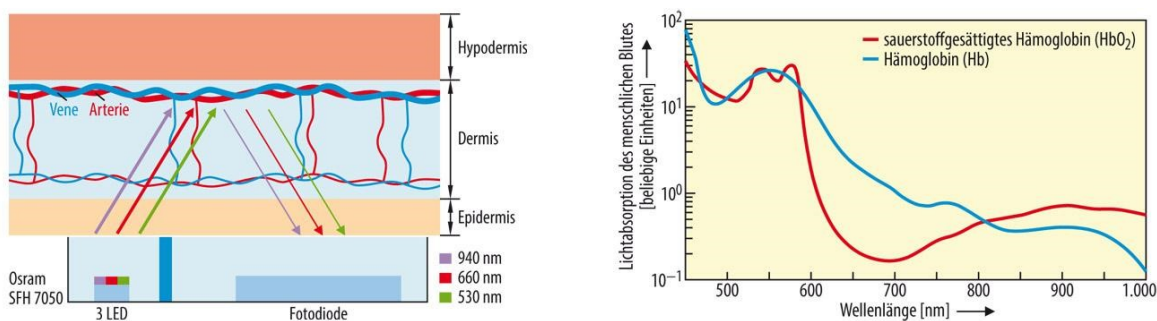 Hypodermis
Vene
Arterie
Dermis
Epidermis
Osram
SFH 7050
3 LED
Fotodiode
940 nm
660 nm
530 nm
Lichtabsorption des menschlichen Blutes
[beliebige Einheiten]
10²
10¹
10⁰
10⁻¹
sauerstoffgesättigtes Hämoglobin (HbO₂)
Hämoglobin (Hb)
500
600
700
800
900
1.000
Wellenlänge [nm]